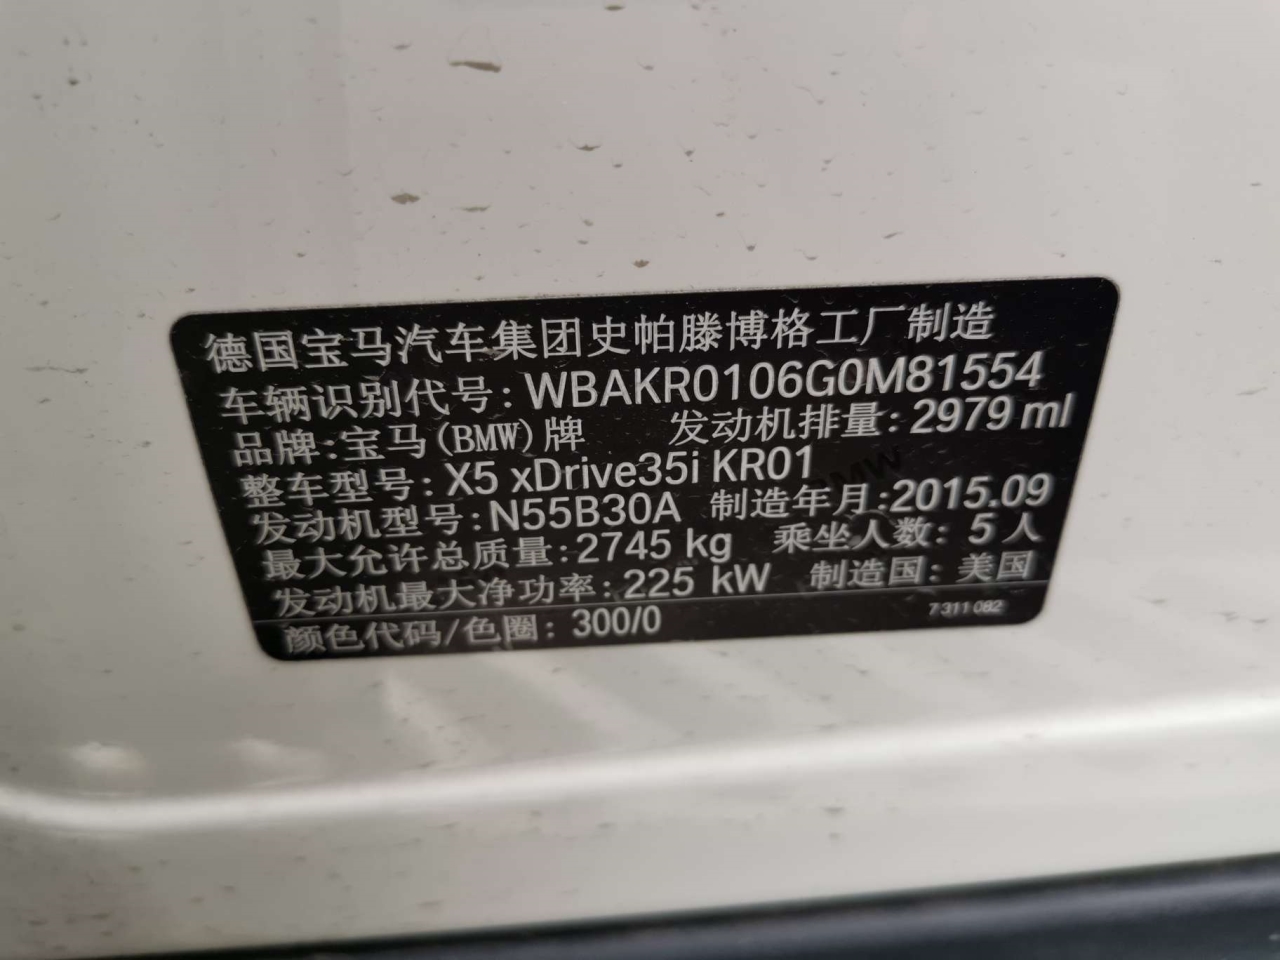 德国宝马汽车集团史帕滕博格工厂制造
车辆识别代号: WBAKR0106G0M81554
品牌:宝马(BMW)牌 发动机排量: 2979 ml
整车型号: X5 xDrive35i KR01
发动机型号: N55B30A 制造年月:2015.09
最大允许总质量:2745 kg 乘坐人数: 5 人
发动机最大净功率: 225 kW 制造国: 美国
颜色代码/色圈: 300/0 7 311 082